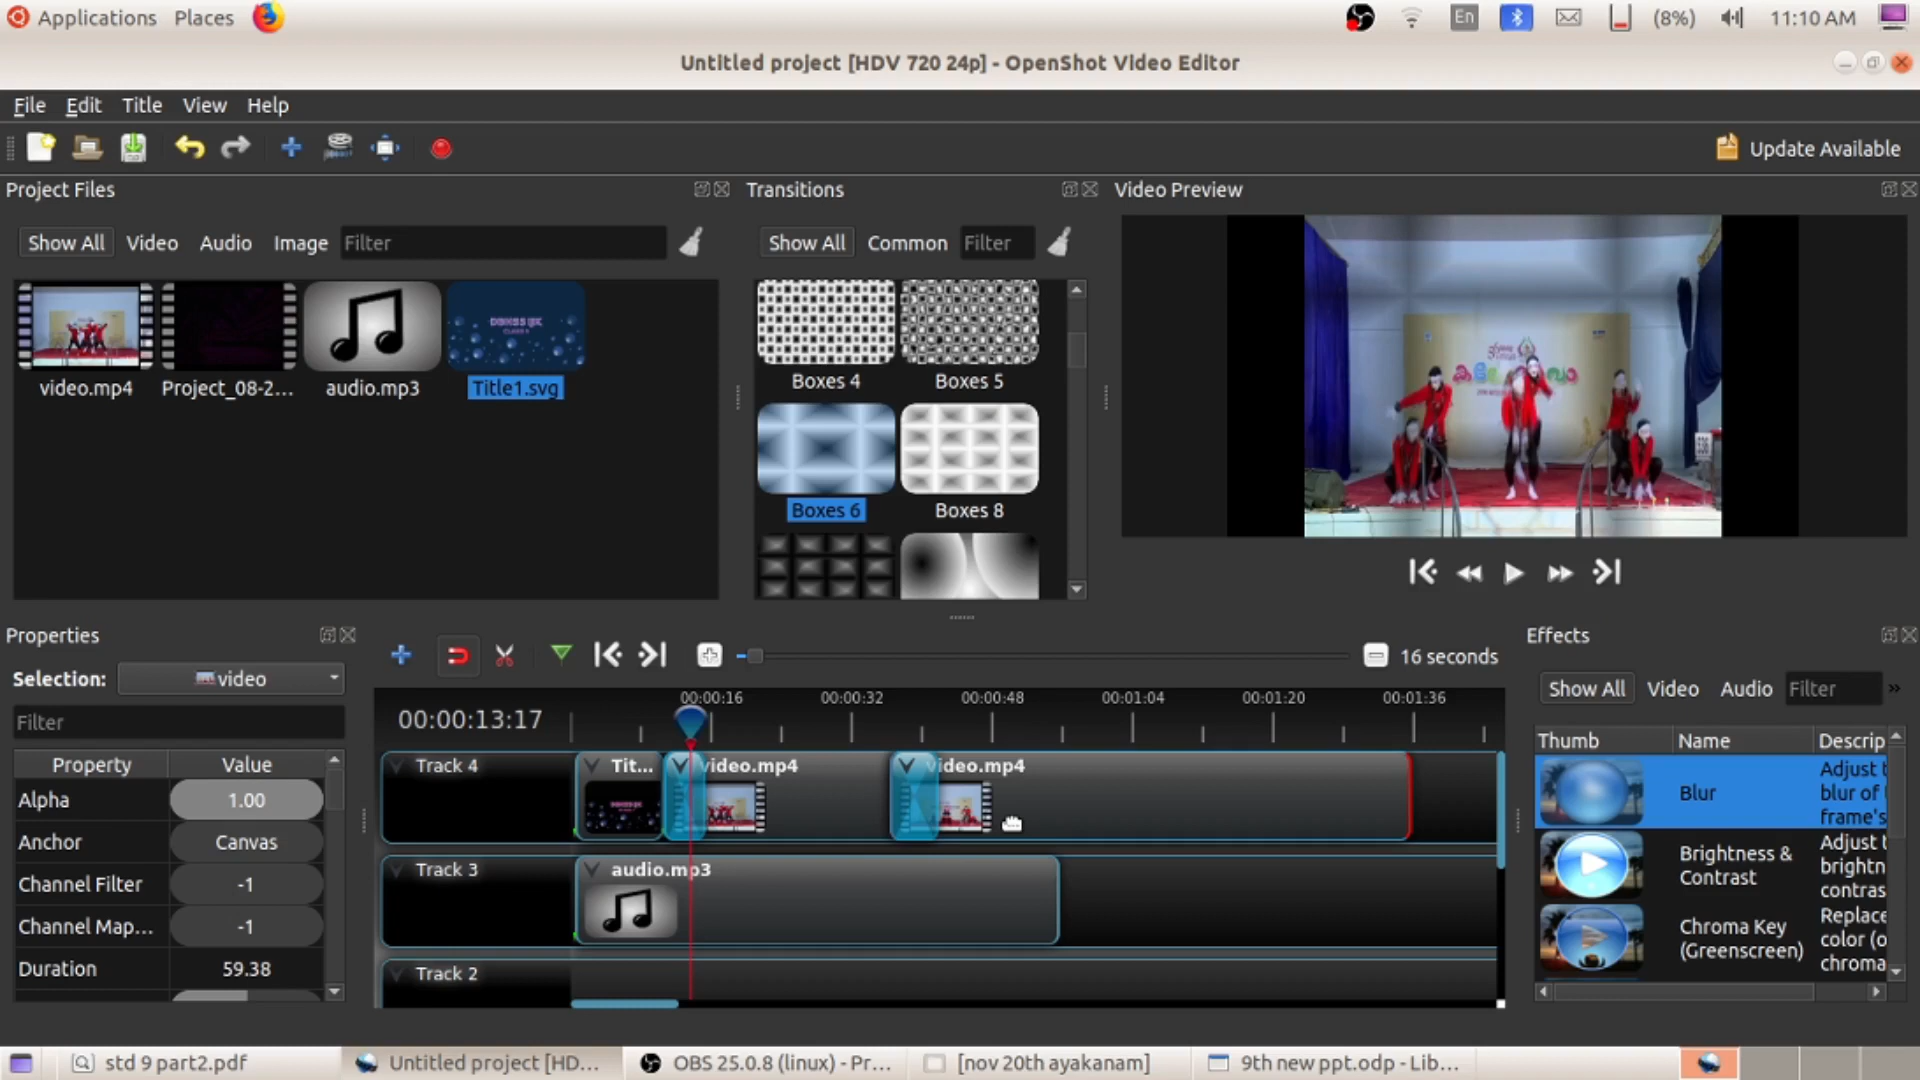 Applications Places En (8%) 11:10 AM
Untitled project [HDV 720 24p] - OpenShot Video Editor
File Edit Title View Help
Update Available
Project Files
Show All Video Audio Image Filter
video.mp4 Project_08-2... audio.mp3 Title1.svg
Transitions
Show All Common Filter
Boxes 4 Boxes 5
Boxes 6 Boxes 8
Video Preview
Properties
Selection: video
Filter
Property Value
Alpha 1.00
Anchor Canvas
Channel Filter -1
Channel Map... -1
Duration 59.38
16 seconds
00:00:13:17
00:00:16 00:00:32 00:00:48 00:01:04 00:01:20 00:01:36
Track 4 Tit... video.mp4 video.mp4
Track 3 audio.mp3
Track 2
Effects
Show All Video Audio Filter »
Thumb Name Descrip
Blur
Adjust t
blur of t
frame's
Brightness &
Contrast
Adjust t
brightn
contras
Chroma Key
(Greenscreen)
Replace
color (o
chroma
std 9 part2.pdf Untitled project [HD... OBS 25.0.8 (linux) - Pr... [nov 20th ayakanam] 9th new ppt.odp - Lib...